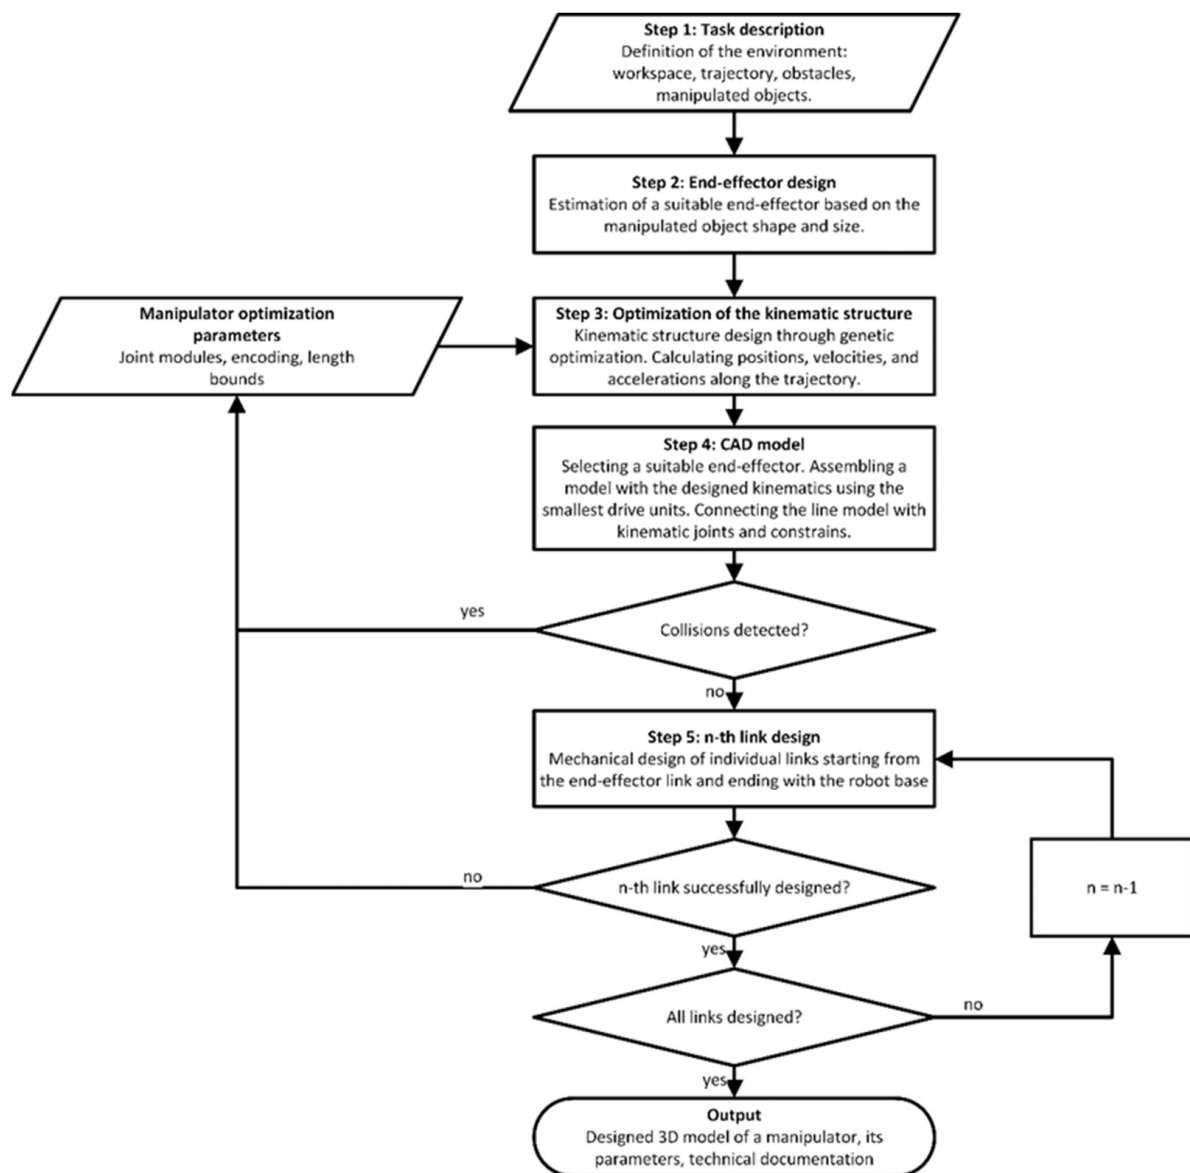 Step 1: Task description
Definition of the environment:
workspace, trajectory, obstacles,
manipulated objects.
Step 2: End-effector design
Estimation of a suitable end-effector based on the
manipulated object shape and size.
Manipulator optimization
parameters
Joint modules, encoding, length
bounds
Step 3: Optimization of the kinematic structure
Kinematic structure design through genetic
optimization. Calculating positions, velocities, and
accelerations along the trajectory.
Step 4: CAD model
Selecting a suitable end-effector. Assembling a
model with the designed kinematics using the
smallest drive units. Connecting the line model with
kinematic joints and constrains.
yes
Collisions detected?
no
Step 5: n-th link design
Mechanical design of individual links starting from
the end-effector link and ending with the robot base
no
n-th link successfully designed?
n = n-1
yes
All links designed?
no
yes
Output
Designed 3D model of a manipulator, its
parameters, technical documentation